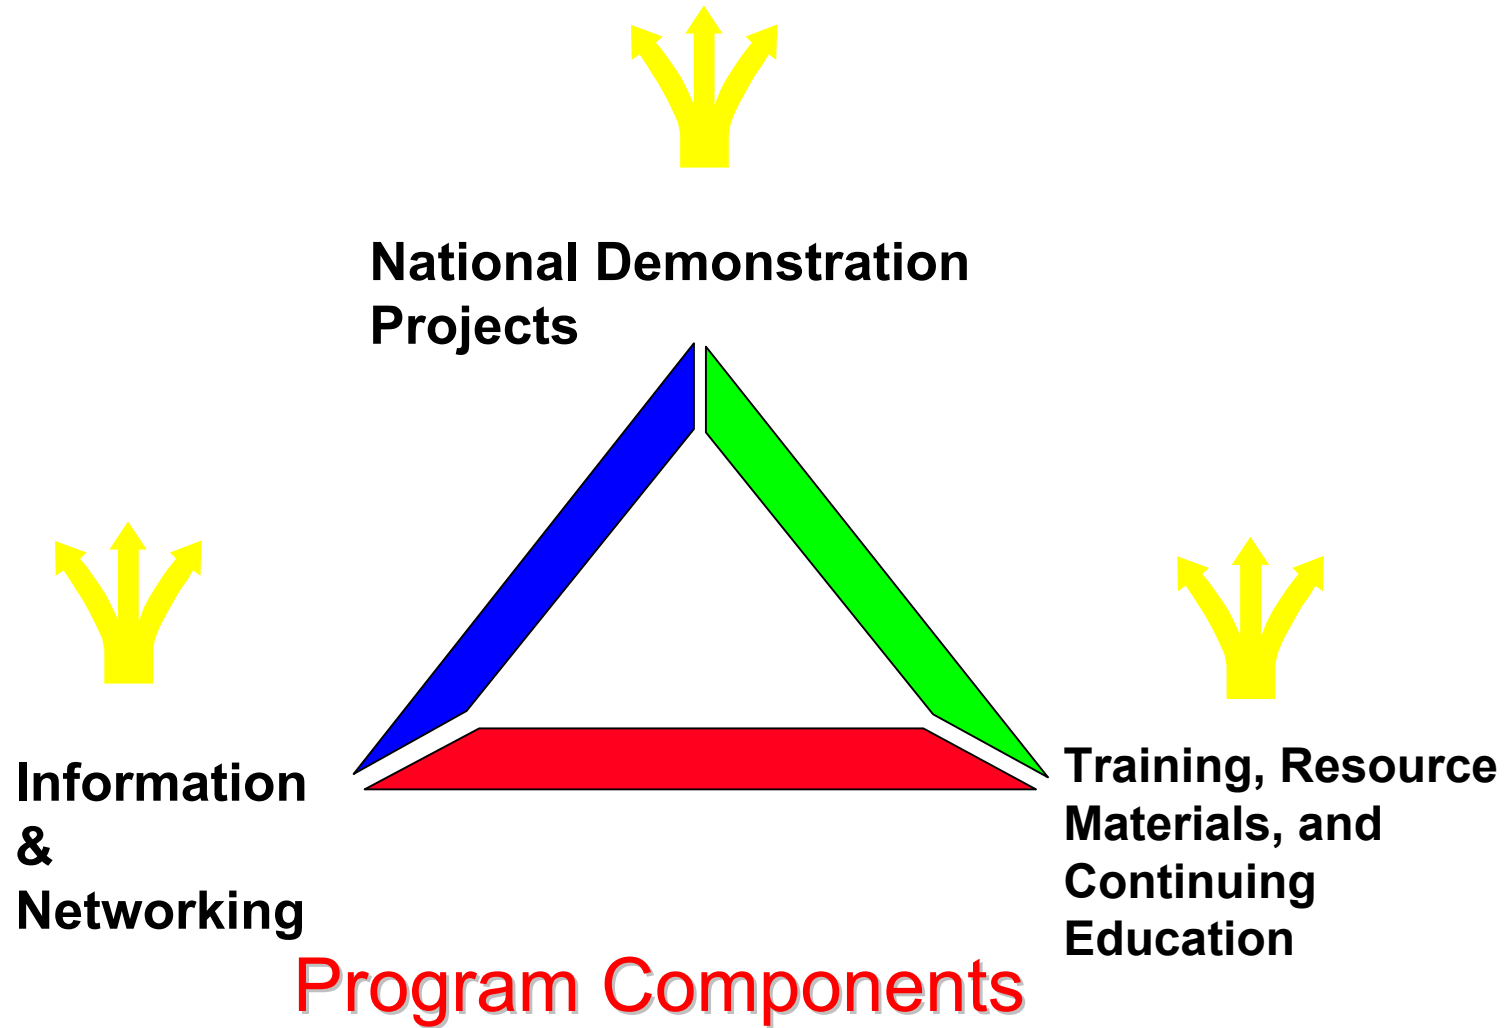 National Demonstration
Projects
Information
&
Networking
Training, Resource
Materials, and
Continuing
Education
Program Components